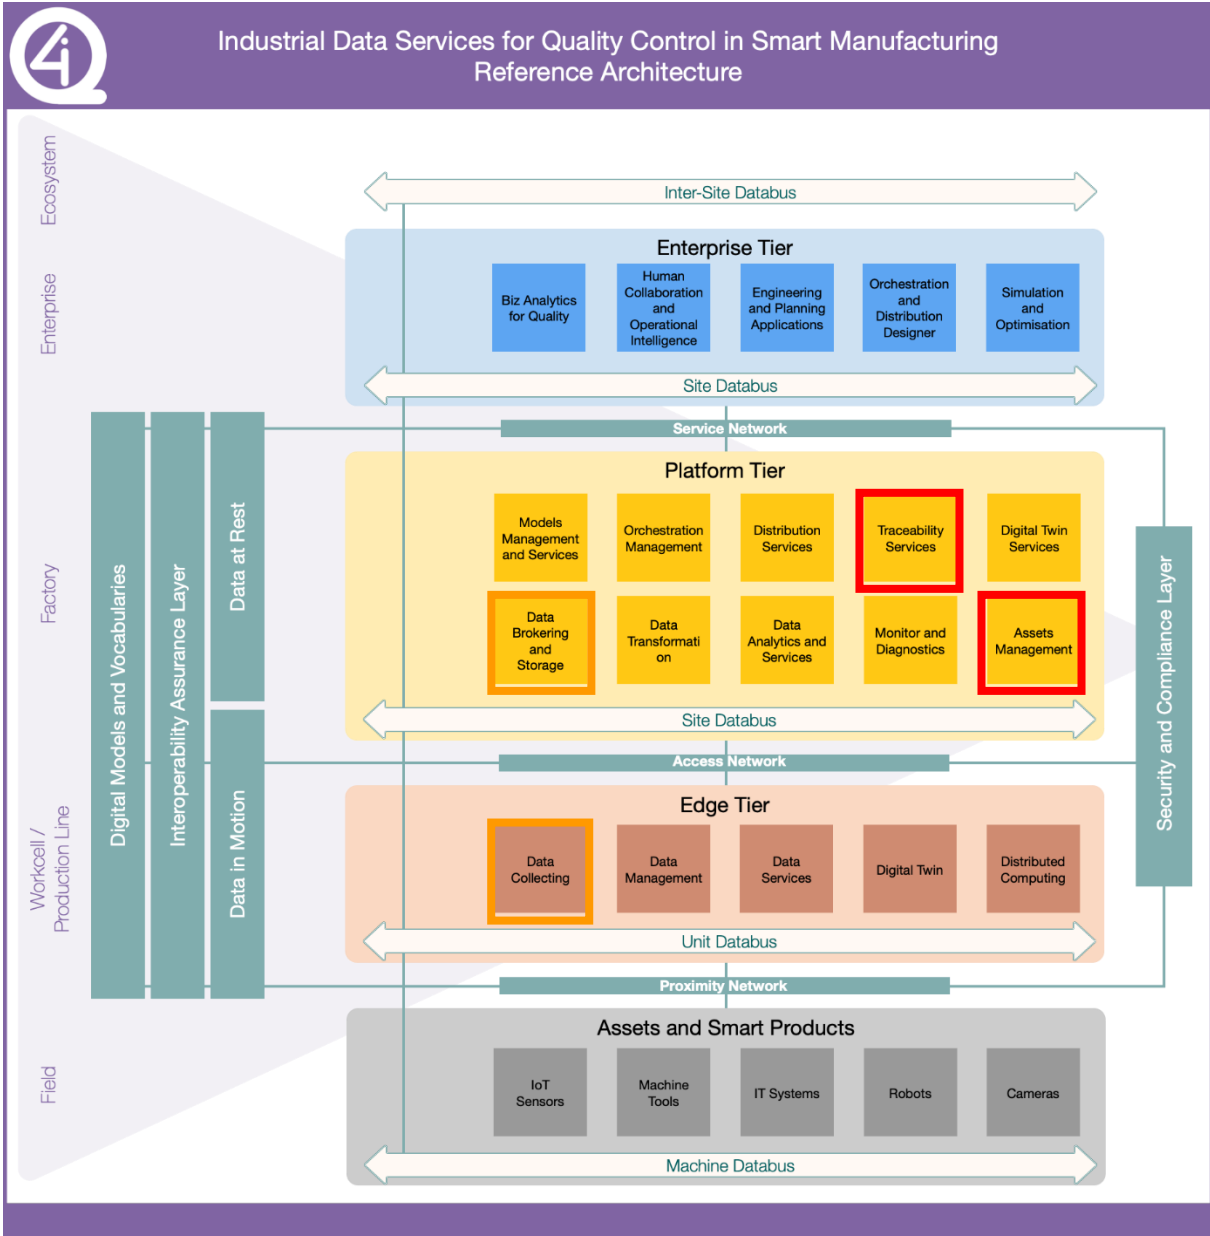 4i
Industrial Data Services for Quality Control in Smart Manufacturing
Reference Architecture
Ecosystem
Inter-Site Databus
Enterprise
Enterprise Tier
Biz Analytics
for Quality
Human
Collaboration
and
Operational
Intelligence
Engineering
and Planning
Applications
Orchestration
and
Distribution
Designer
Simulation
and
Optimisation
Site Databus
Service Network
Digital Models and Vocabularies
Interoperability Assurance Layer
Data at Rest
Data in Motion
Security and Compliance Layer
Factory
Platform Tier
Models
Management
and Services
Orchestration
Management
Distribution
Services
Traceability
Services
Digital Twin
Services
Data
Brokering
and
Storage
Data
Transformati
on
Data
Analytics and
Services
Monitor and
Diagnostics
Assets
Management
Site Databus
Access Network
Workcell /
Production Line
Edge Tier
Data
Collecting
Data
Management
Data
Services
Digital Twin
Distributed
Computing
Unit Databus
Proximity Network
Field
Assets and Smart Products
IoT
Sensors
Machine
Tools
IT Systems
Robots
Cameras
Machine Databus